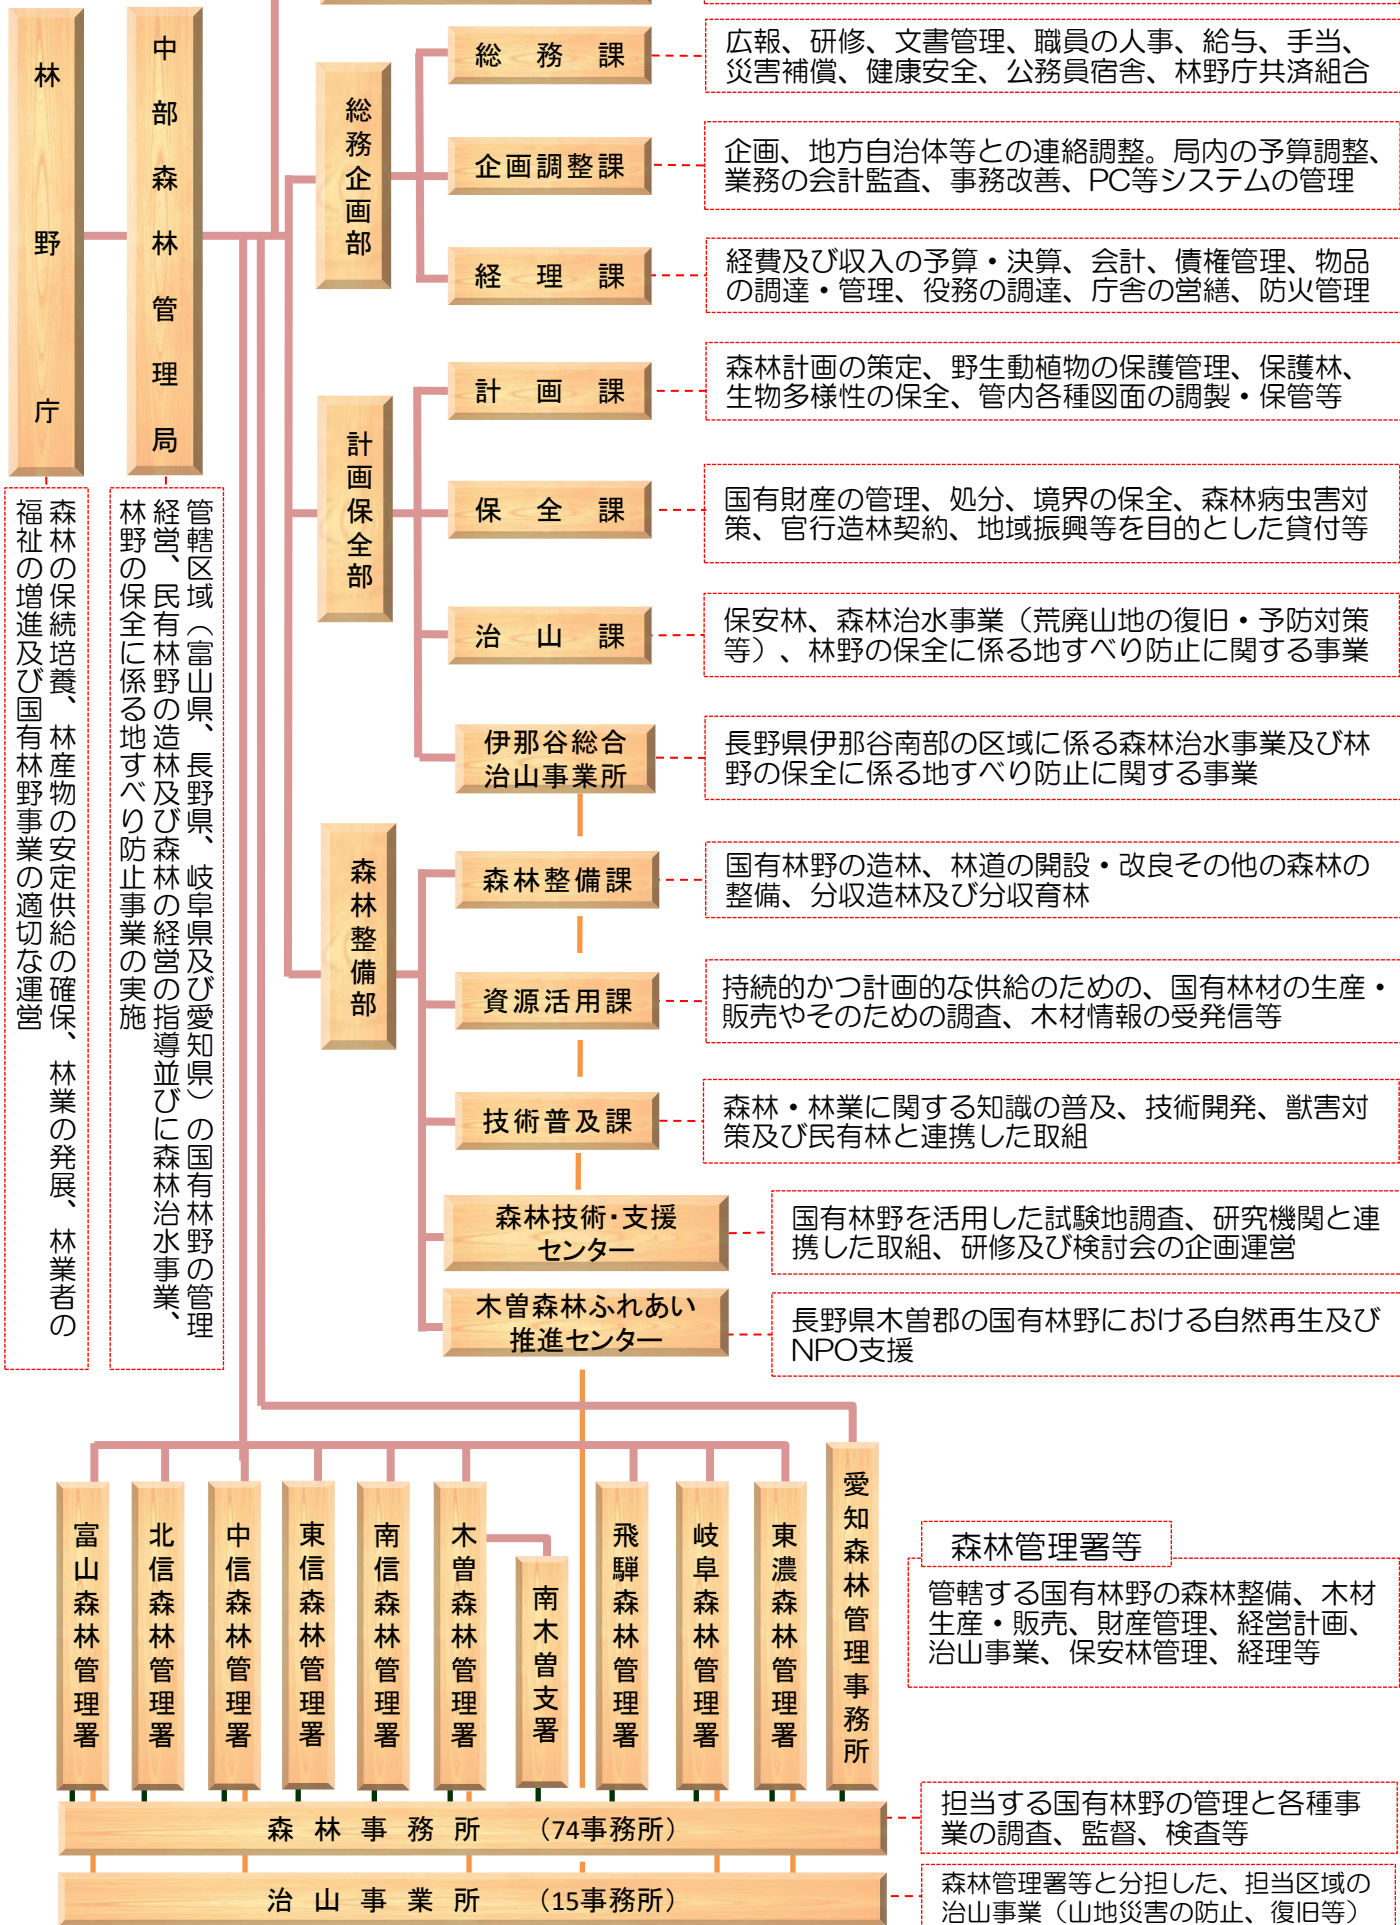 林野庁
森林の保続培養、林産物の安定供給の確保、林業の発展、林業者の
福祉の増進及び国有林野事業の適切な運営
中部森林管理局
管轄区域（富山県、長野県、岐阜県及び愛知県）の国有林野の管理
経営、民有林野の造林及び森林の経営の指導並びに森林治水事業、
林野の保全に係る地すべり防止事業の実施
総務企画部
総務課
広報、研修、文書管理、職員の人事、給与、手当、
災害補償、健康安全、公務員宿舎、林野庁共済組合
企画調整課
企画、地方自治体等との連絡調整。局内の予算調整、
業務の会計監査、事務改善、PC等システムの管理
経理課
経費及び収入の予算・決算、会計、債権管理、物品
の調達・管理、役務の調達、庁舎の営繕、防火管理
計画保全部
計画課
森林計画の策定、野生動植物の保護管理、保護林、
生物多様性の保全、管内各種図面の調製・保管等
保全課
国有財産の管理、処分、境界の保全、森林病虫害対
策、官行造林契約、地域振興等を目的とした貸付等
治山課
保安林、森林治水事業（荒廃山地の復旧・予防対策
等）、林野の保全に係る地すべり防止に関する事業
伊那谷総合
治山事業所
長野県伊那谷南部の区域に係る森林治水事業及び林
野の保全に係る地すべり防止に関する事業
森林整備部
森林整備課
国有林野の造林、林道の開設・改良その他の森林の
整備、分収造林及び分収育林
資源活用課
持続的かつ計画的な供給のための、国有林材の生産・
販売やそのための調査、木材情報の受発信等
技術普及課
森林・林業に関する知識の普及、技術開発、獣害対
策及び民有林と連携した取組
森林技術・支援
センター
国有林野を活用した試験地調査、研究機関と連
携した取組、研修及び検討会の企画運営
木曽森林ふれあい
推進センター
長野県木曽郡の国有林野における自然再生及び
NPO支援
富山森林管理署
北信森林管理署
中信森林管理署
東信森林管理署
南信森林管理署
木曽森林管理署
南木曽支署
飛騨森林管理署
岐阜森林管理署
東濃森林管理署
愛知森林管理事務所
森林管理署等
管轄する国有林野の森林整備、木材
生産・販売、財産管理、経営計画、
治山事業、保安林管理、経理等
森林事務所（74事務所）
担当する国有林野の管理と各種事
業の調査、監督、検査等
治山事業所（15事務所）
森林管理署等と分担した、担当区域の
治山事業（山地災害の防止、復旧等）